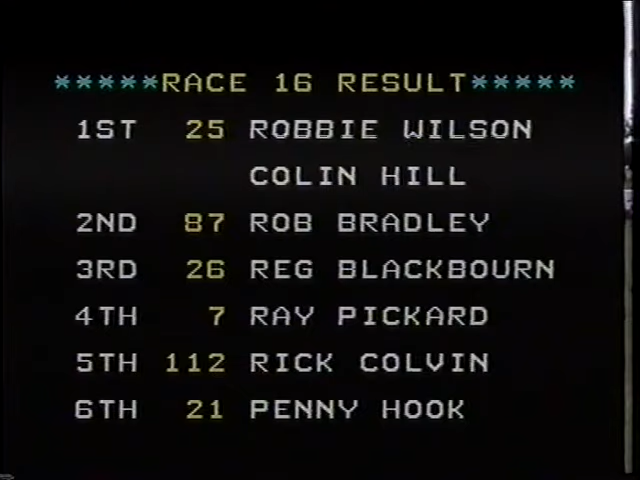 *****RACE 16 RESULT*****
1ST 25 ROBBIE WILSON
COLIN HILL
2ND 87 ROB BRADLEY
3RD 26 REG BLACKBOURN
4TH 7 RAY PICKARD
5TH 112 RICK COLVIN
6TH 21 PENNY HOOK